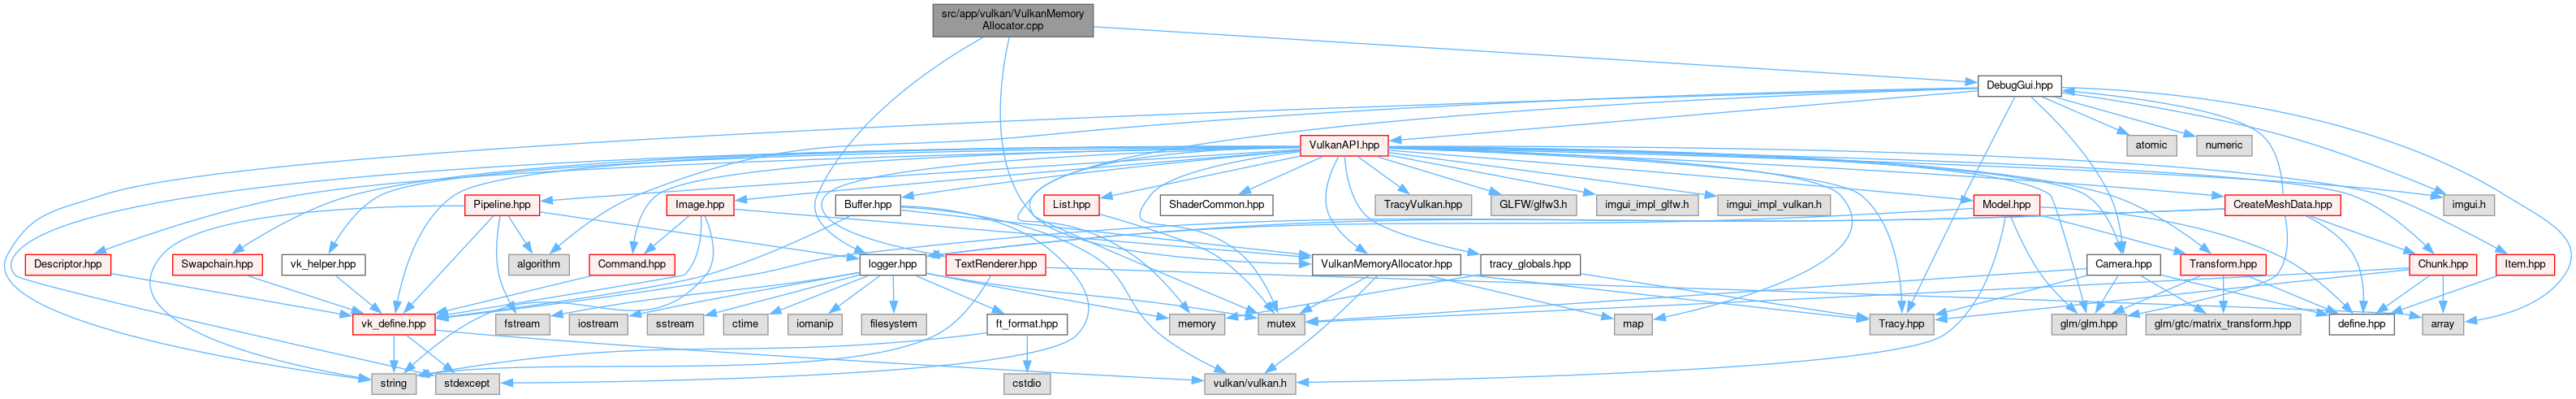 src/app/vulkan/VulkanMemory
Allocator.cpp
DebugGui.hpp
VulkanAPI.hpp
atomic
numeric
Pipeline.hpp
Image.hpp
Buffer.hpp
List.hpp
ShaderCommon.hpp
TracyVulkan.hpp
GLFW/glfw3.h
imgui_impl_glfw.h
imgui_impl_vulkan.h
Model.hpp
CreateMeshData.hpp
imgui.h
Descriptor.hpp
Swapchain.hpp
vk_helper.hpp
algorithm
Command.hpp
logger.hpp
TextRenderer.hpp
VulkanMemoryAllocator.hpp
tracy_globals.hpp
Camera.hpp
Transform.hpp
Chunk.hpp
Item.hpp
vk_define.hpp
fstream
iostream
sstream
ctime
iomanip
filesystem
ft_format.hpp
memory
mutex
map
Tracy.hpp
glm/glm.hpp
glm/gtc/matrix_transform.hpp
define.hpp
array
string
stdexcept
cstdio
vulkan/vulkan.h